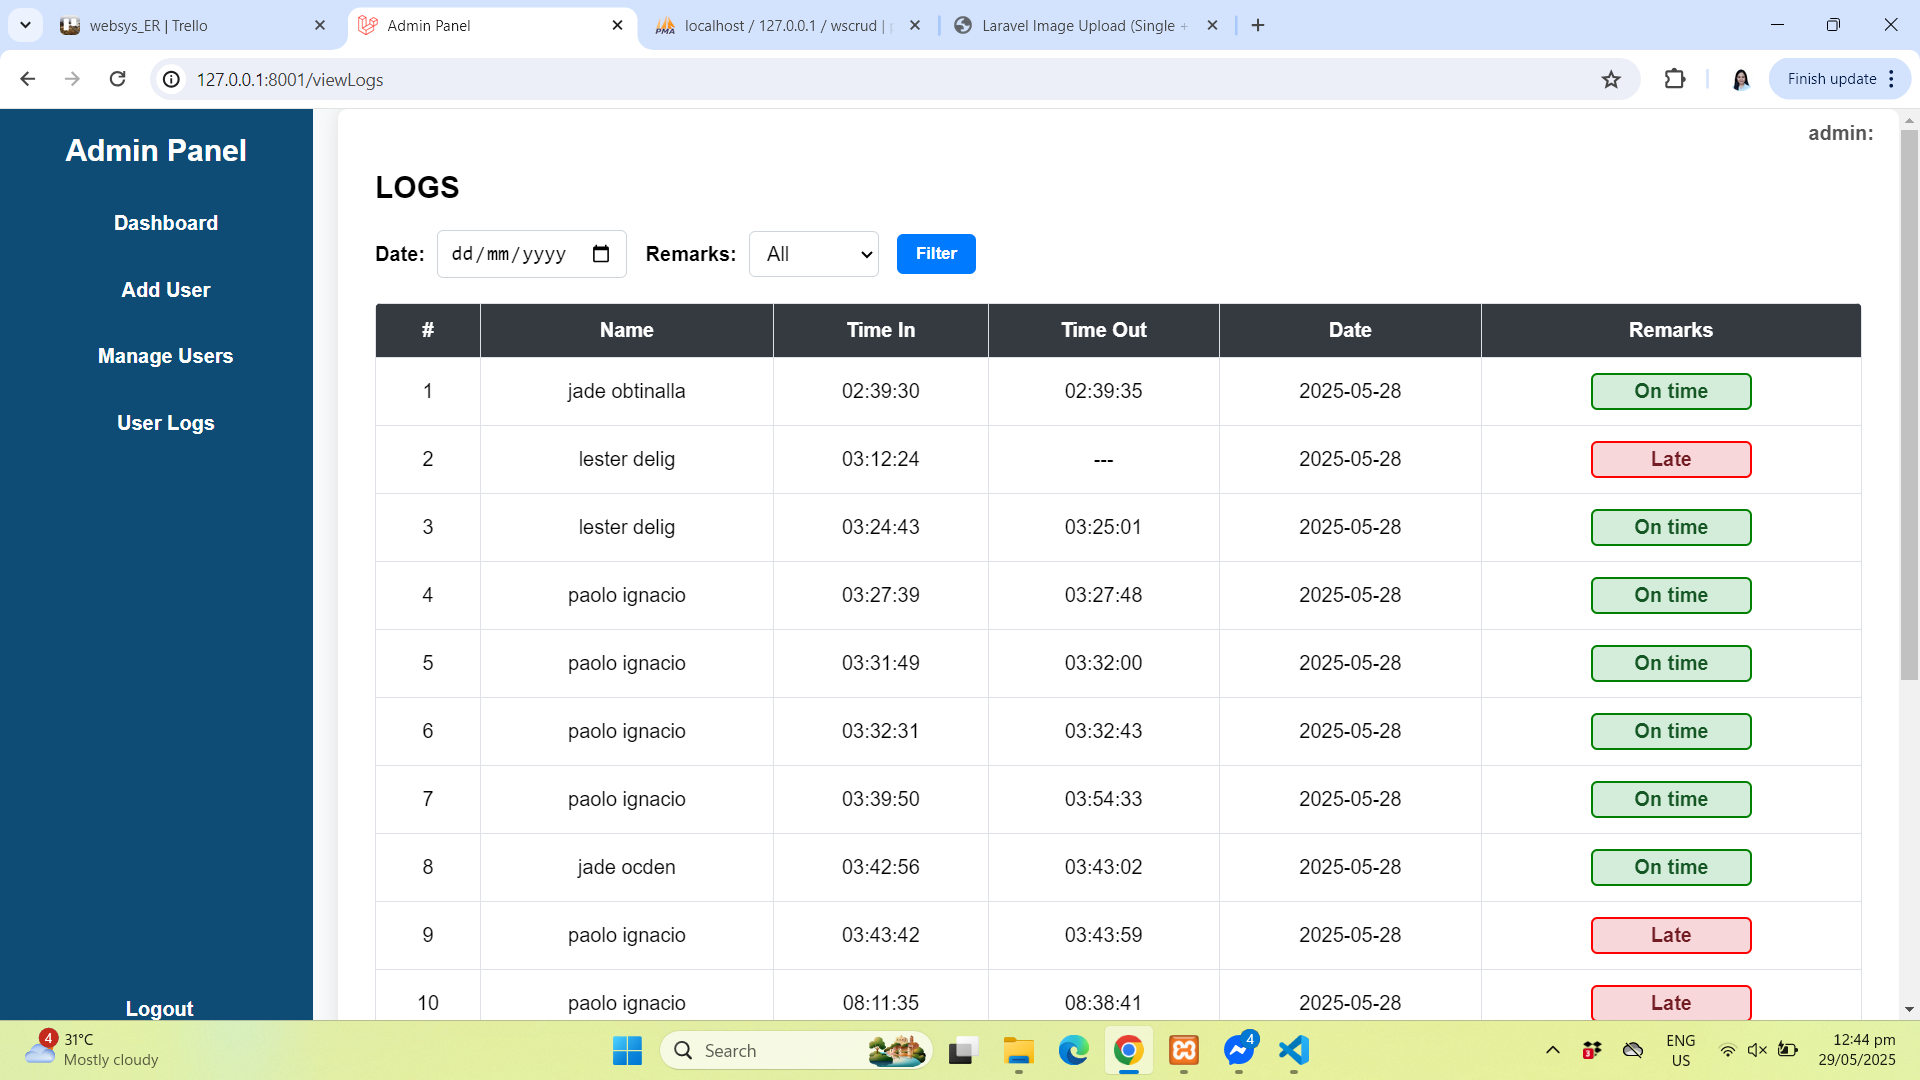 websys_ER | Trello
Admin Panel
localhost / 127.0.0.1 / wscrud |
Laravel Image Upload (Single +
127.0.0.1:8001/viewLogs
Finish update
Admin Panel
Dashboard
Add User
Manage Users
User Logs
Logout
admin:
LOGS
Date: dd/mm/yyyy Remarks: All Filter
# Name Time In Time Out Date Remarks
1 jade obtinalla 02:39:30 02:39:35 2025-05-28 On time
2 lester delig 03:12:24 --- 2025-05-28 Late
3 lester delig 03:24:43 03:25:01 2025-05-28 On time
4 paolo ignacio 03:27:39 03:27:48 2025-05-28 On time
5 paolo ignacio 03:31:49 03:32:00 2025-05-28 On time
6 paolo ignacio 03:32:31 03:32:43 2025-05-28 On time
7 paolo ignacio 03:39:50 03:54:33 2025-05-28 On time
8 jade ocden 03:42:56 03:43:02 2025-05-28 On time
9 paolo ignacio 03:43:42 03:43:59 2025-05-28 Late
10 paolo ignacio 08:11:35 08:38:41 2025-05-28 Late
4
31°C
Mostly cloudy
Search
4
3
ENG
US
12:44 pm
29/05/2025